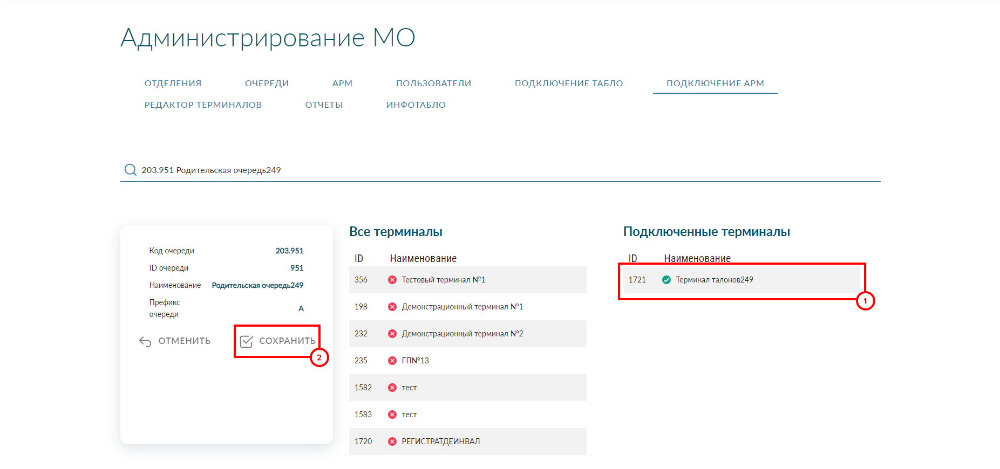 Администрирование МО
ОТДЕЛЕНИЯ ОЧЕРЕДИ АРМ ПОЛЬЗОВАТЕЛИ ПОДКЛЮЧЕНИЕ ТАБЛО ПОДКЛЮЧЕНИЕ АРМ
РЕДАКТОР ТЕРМИНАЛОВ ОТЧЕТЫ ИНФОТАБЛО
203.951 Родительская очередь249
Код очереди 203.951
ID очереди 951
Наименование Родительская очередь249
Префикс
очереди A
ОТМЕНИТЬ СОХРАНИТЬ
2
Все терминалы
ID Наименование
356 Тестовый терминал №1
198 Демонстрационный терминал №1
232 Демонстрационный терминал №2
235 ГП№13
1582 тест
1583 тест
1720 РЕГИСТРАТДЕИНВАЛ
Подключенные терминалы
ID Наименование
1721 Терминал талонов249
1